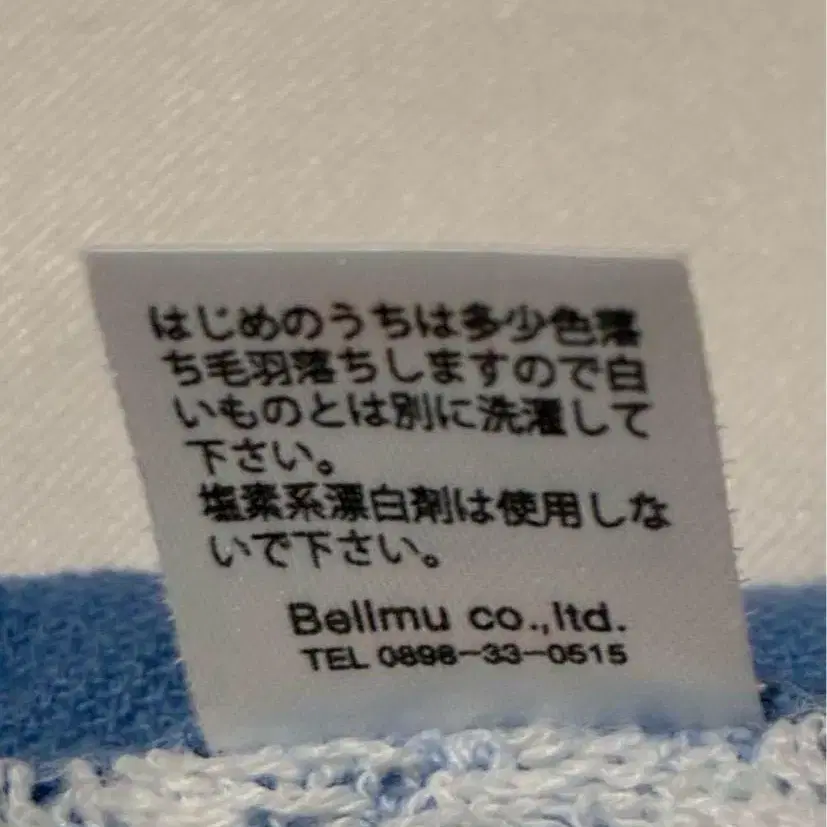 はじめのうちは多少色落
ち毛羽落ちしますので白
いものとは別に洗濯して
下さい。
塩素系漂白剤は使用しな
いで下さい。
Bellmu co.,ltd.
TEL 0898-33-0515